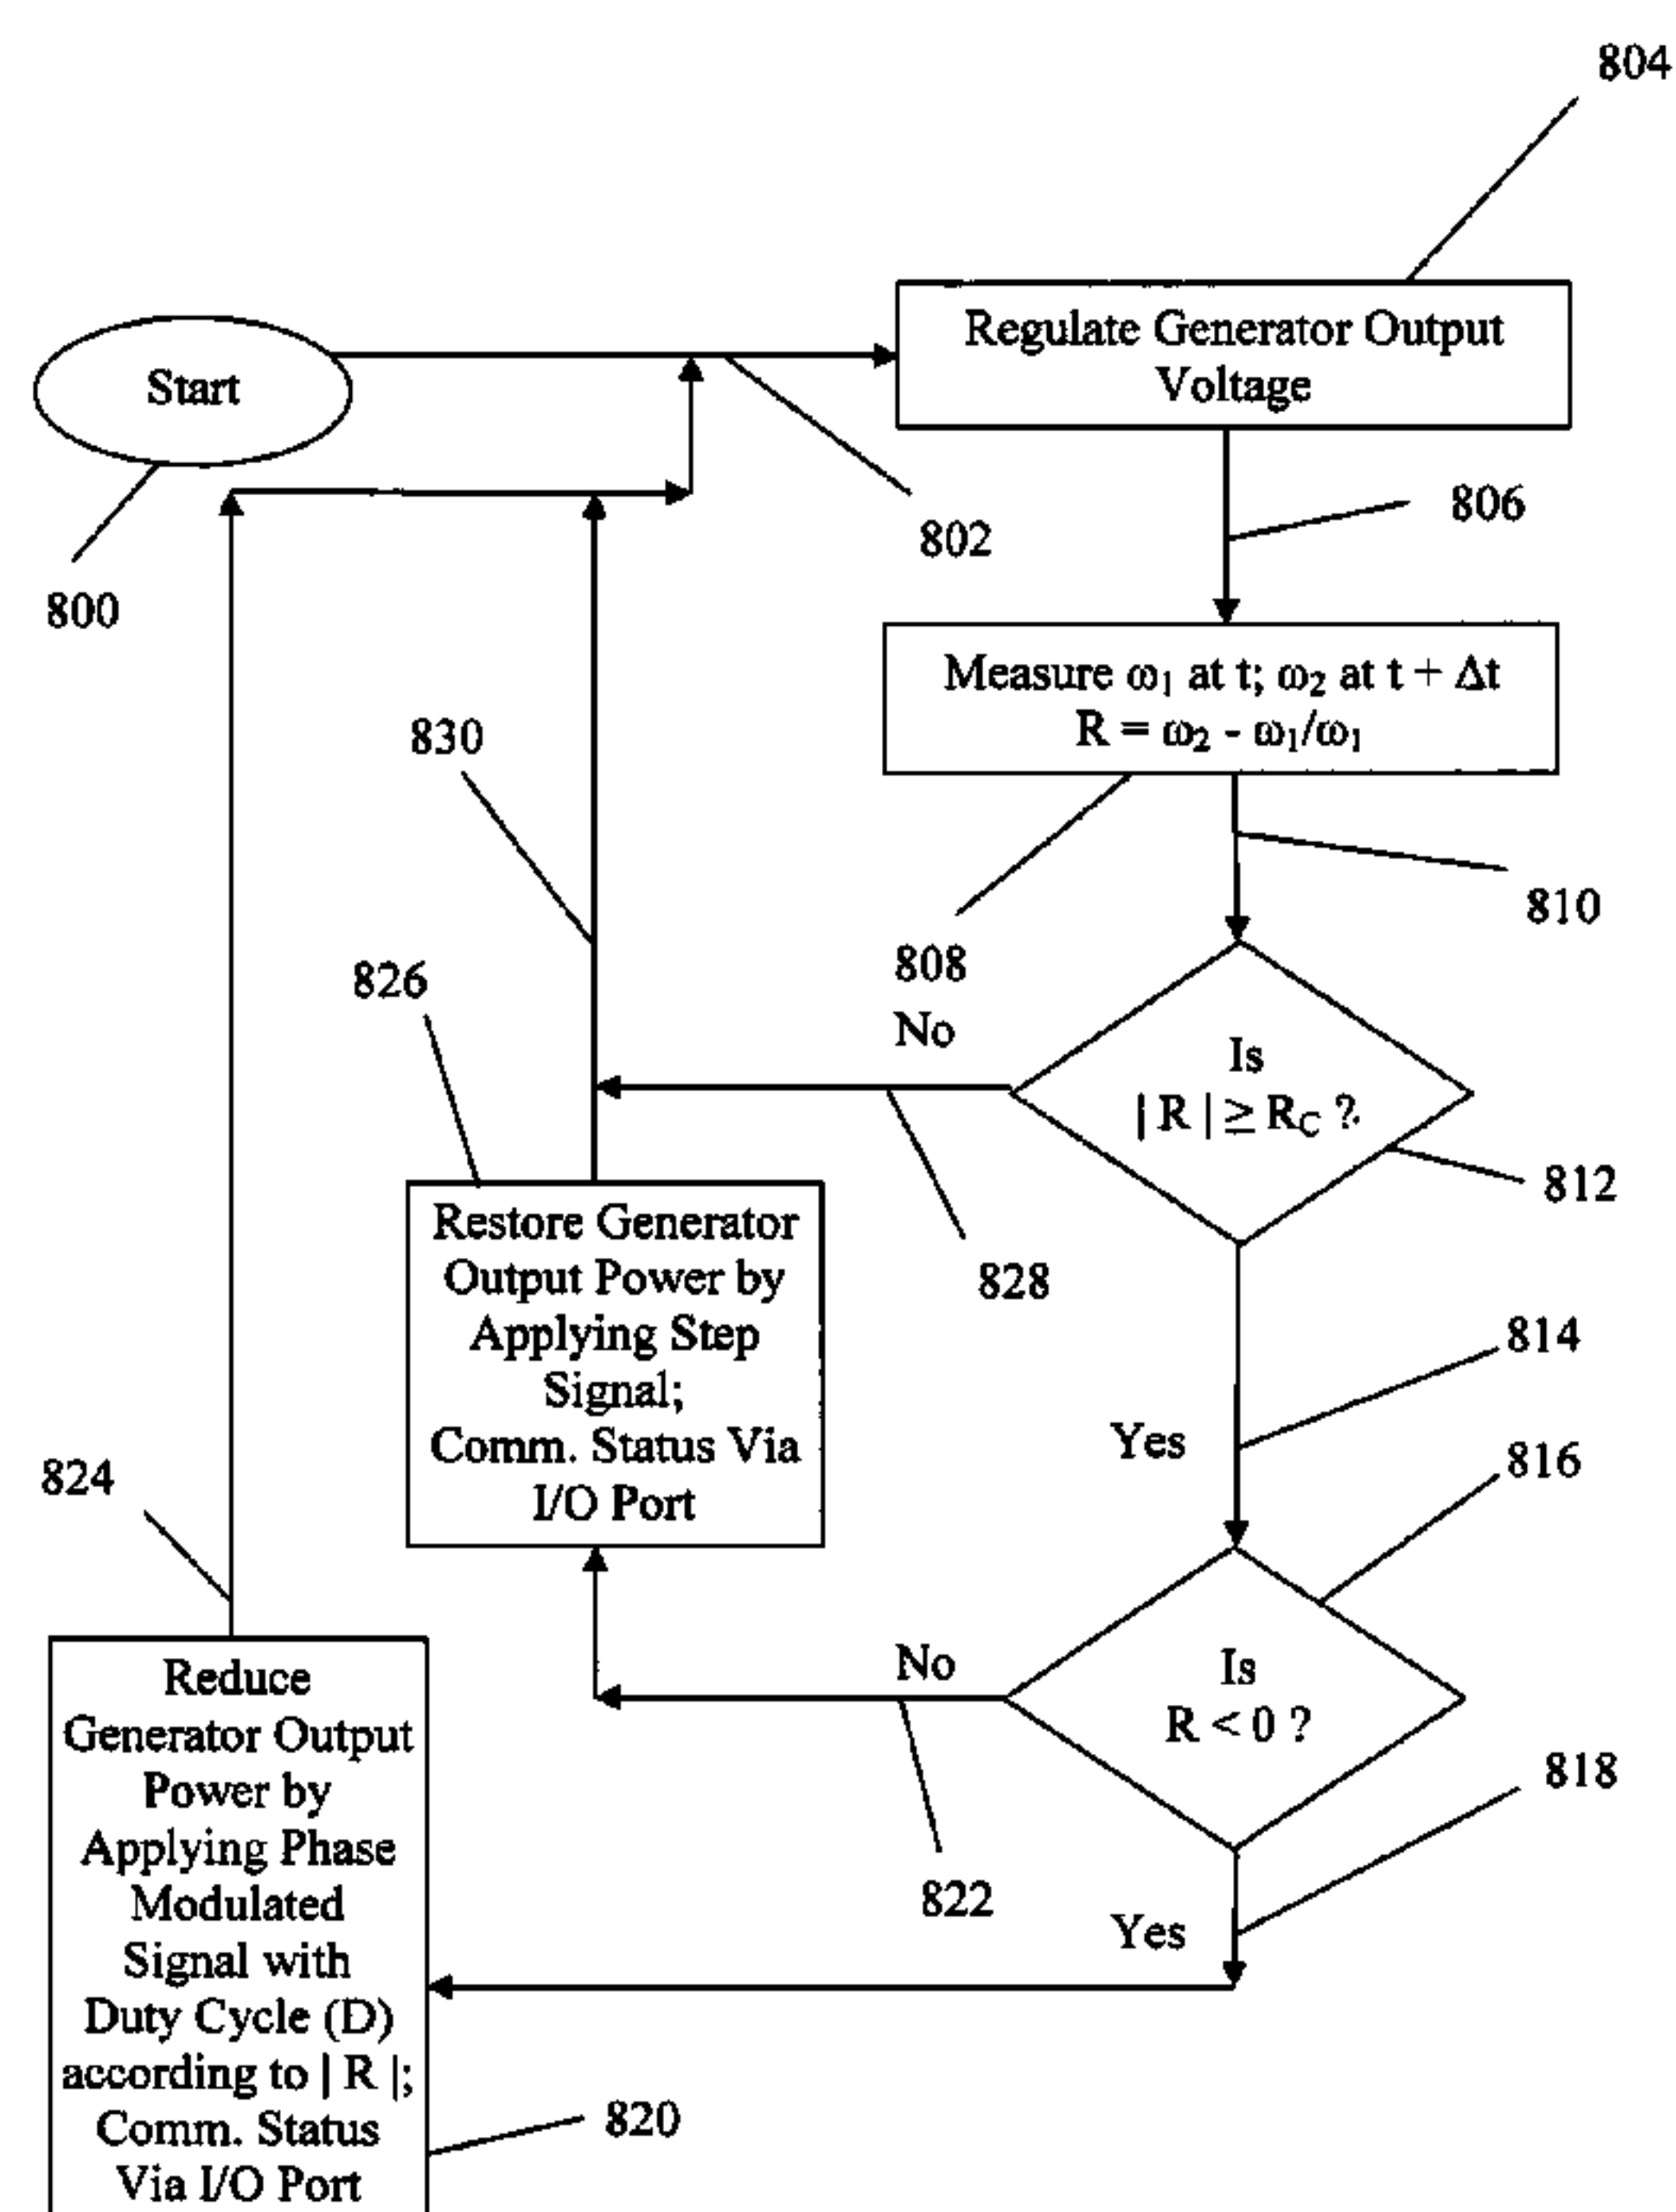 804
Regulate Generator Output
Voltage
Start
802
806
800
Measure ω₁ at t; ω₂ at t + Δt
R = ω₂ - ω₁/ω₁
830
810
808
826
No
Is
| R | ≥ R_C ?
812
Restore Generator
Output Power by
Applying Step
Signal;
Comm. Status Via
I/O Port
828
814
Yes
816
824
No
Is
R < 0 ?
818
822
Yes
Reduce
Generator Output
Power by
Applying Phase
Modulated
Signal with
Duty Cycle (D)
according to | R |;
Comm. Status
Via I/O Port
820